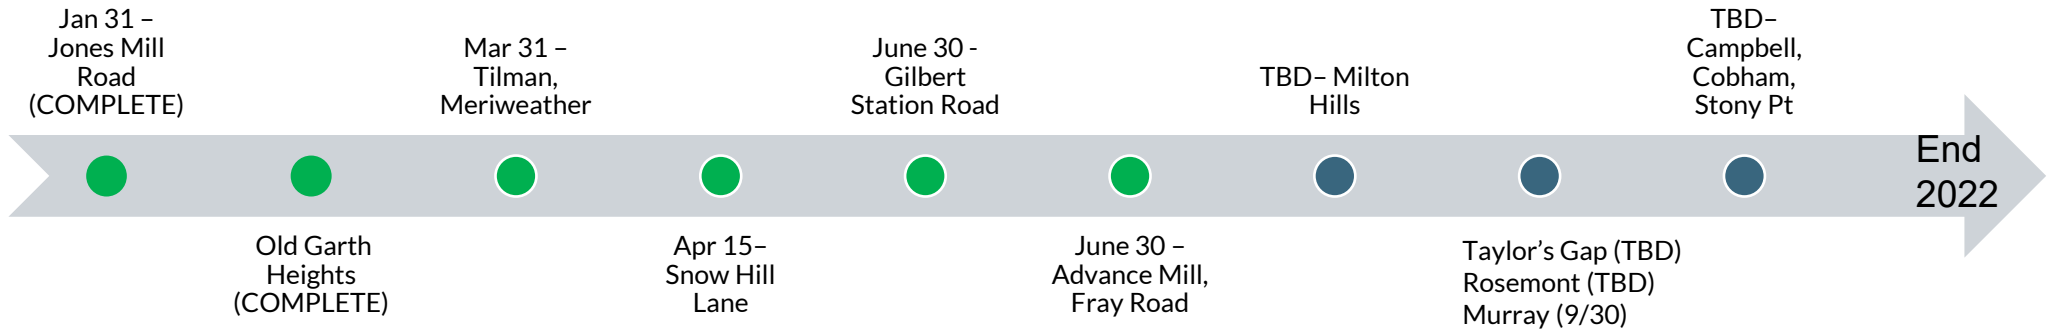 Jan 31 –
Jones Mill
Road
(COMPLETE)
Old Garth
Heights
(COMPLETE)
Mar 31 –
Tilman,
Meriweather
Apr 15–
Snow Hill
Lane
June 30 -
Gilbert
Station Road
June 30 –
Advance Mill,
Fray Road
TBD– Milton
Hills
Taylor’s Gap (TBD)
Rosemont (TBD)
Murray (9/30)
TBD–
Campbell,
Cobham,
Stony Pt
End
2022